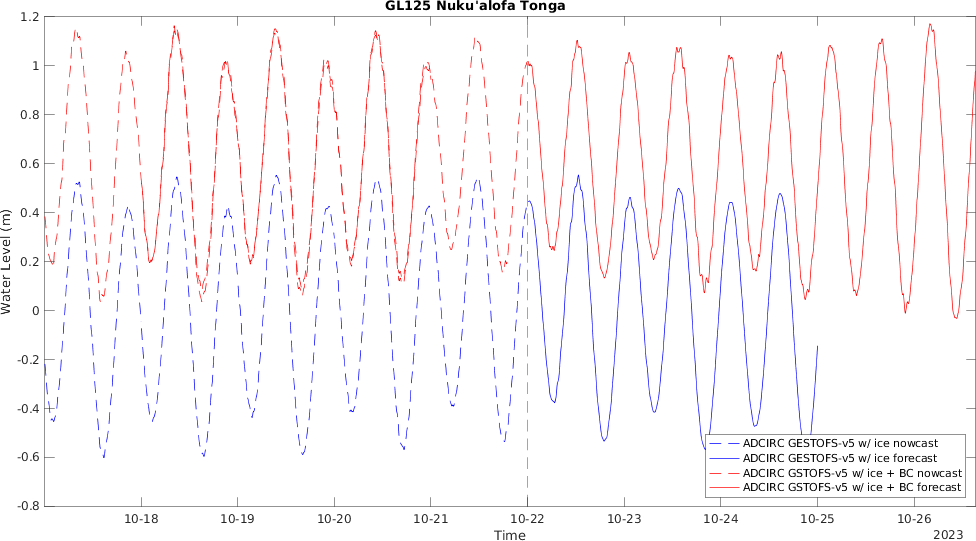 GL125 Nuku'alofa Tonga
1.2
1
0.8
0.6
0.4
0.2
0
-0.2
-0.4
-0.6
-0.8
Water Level (m)
ADCIRC GESTOFS-v5 w/ ice nowcast
ADCIRC GESTOFS-v5 w/ ice forecast
ADCIRC GSTOFS-v5 w/ ice + BC nowcast
ADCIRC GSTOFS-v5 w/ ice + BC forecast
10-18 10-19 10-20 10-21 10-22 10-23 10-24 10-25 10-26
Time
2023